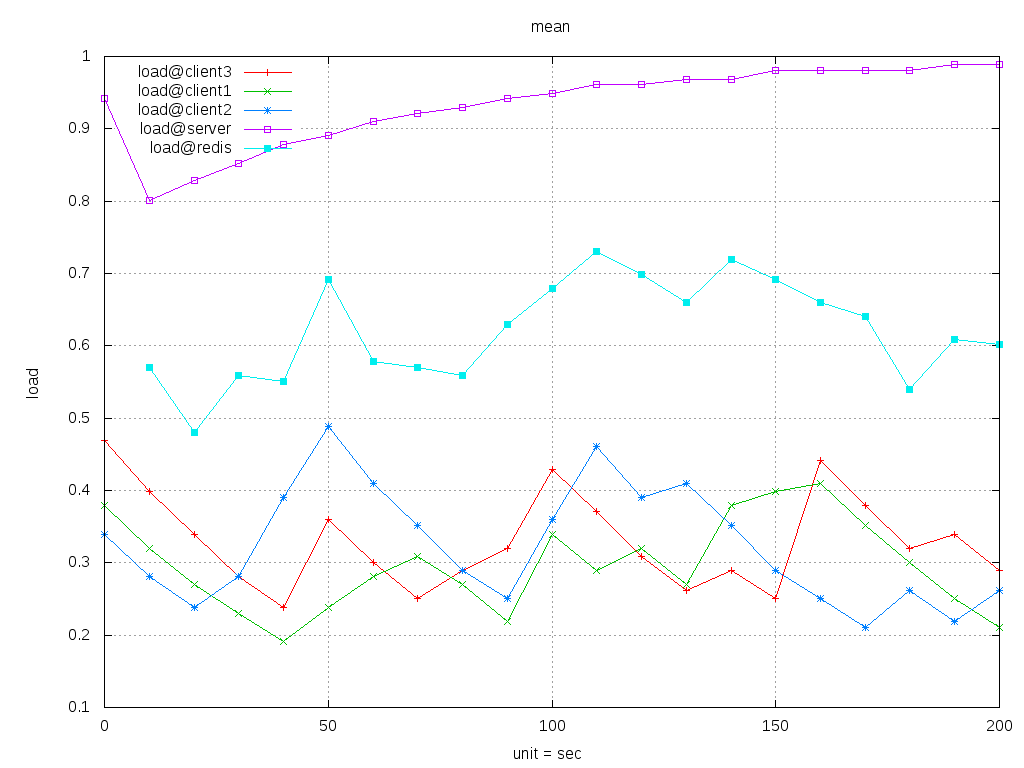 mean
load@client3
load@client1
load@client2
load@server
load@redis
1
0.9
0.8
0.7
0.6
0.5
0.4
0.3
0.2
0.1
load
0 50 100 150 200
unit = sec